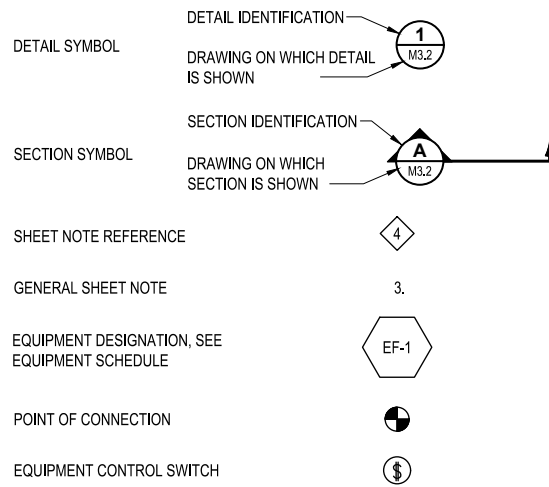 DETAIL SYMBOL
DETAIL IDENTIFICATION
DRAWING ON WHICH DETAIL
IS SHOWN
1
M3.2
SECTION SYMBOL
SECTION IDENTIFICATION
DRAWING ON WHICH
SECTION IS SHOWN
A
M3.2
SHEET NOTE REFERENCE
4
GENERAL SHEET NOTE
3.
EQUIPMENT DESIGNATION, SEE
EQUIPMENT SCHEDULE
EF-1
POINT OF CONNECTION
EQUIPMENT CONTROL SWITCH
$